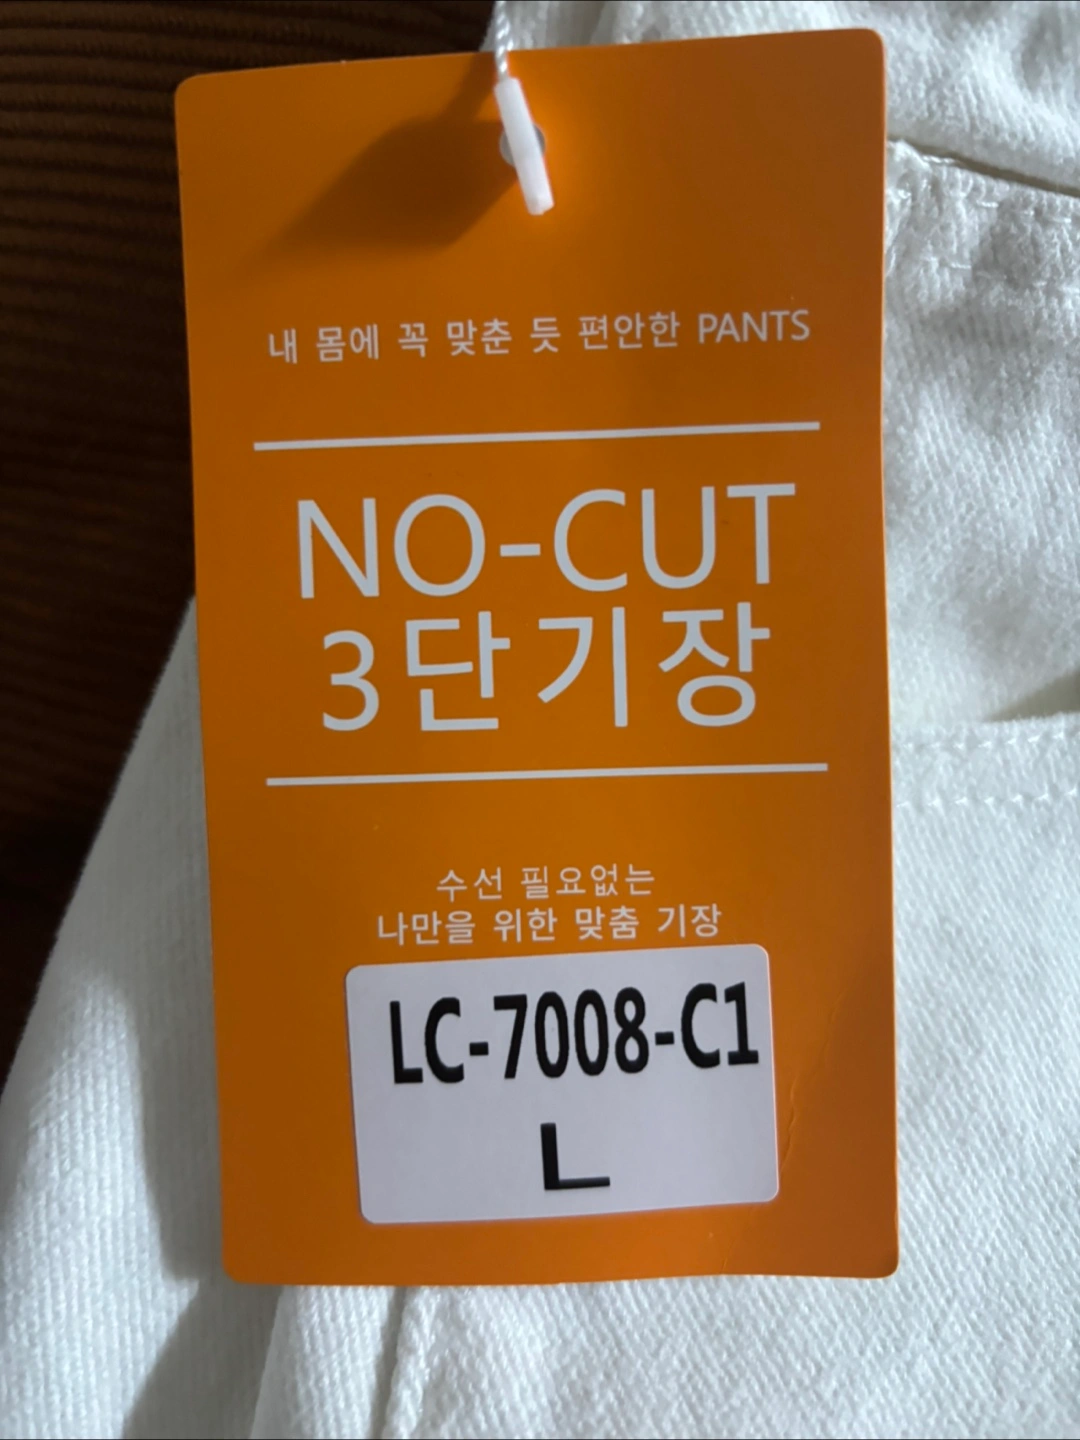 내 몸에 꼭 맞춘 듯 편안한 PANTS
NO-CUT
3단기장
수선 필요없는
나만을 위한 맞춤 기장
LC-7008-C1
L